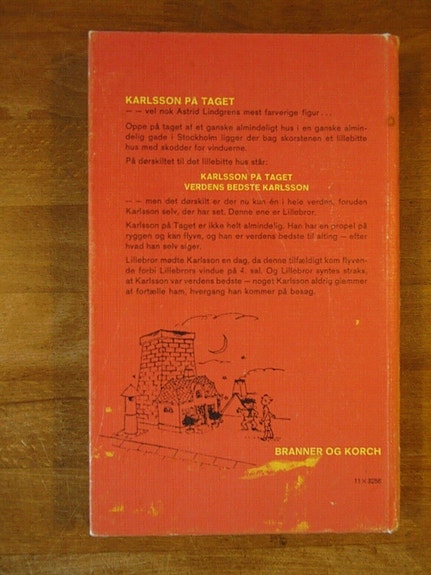 KARLSSON PÅ TAGET
— — vel nok Astrid Lindgrens mest farverige figur . . .
Oppe på taget af et ganske almindeligt hus i en ganske almin-
delig gade i Stockholm ligger der bag skorstenen et lillebitte
hus med skodder for vinduerne.
På dørskiltet til det lillebitte hus står:
KARLSSON PÅ TAGET
VERDENS BEDSTE KARLSSON
— — men det dørskilt er der nu kun én i hele verden, foruden
Karlsson selv, der har set. Denne ene er Lillebror.
Karlsson på Taget er ikke helt almindelig. Han har en propel på
ryggen og kan flyve, og han er verdens bedste til alting — efter
hvad han selv siger.
Lillebror mødte Karlsson en dag, da denne tilfældigt kom flyven-
de forbi Lillebrors vindue på 4. sal. Og Lillebror syntes straks,
at Karlsson var verdens bedste — noget Karlsson aldrig glemmer
at fortælle ham, hvergang han kommer på besøg.
BRANNER OG KORCH
11 X 3256